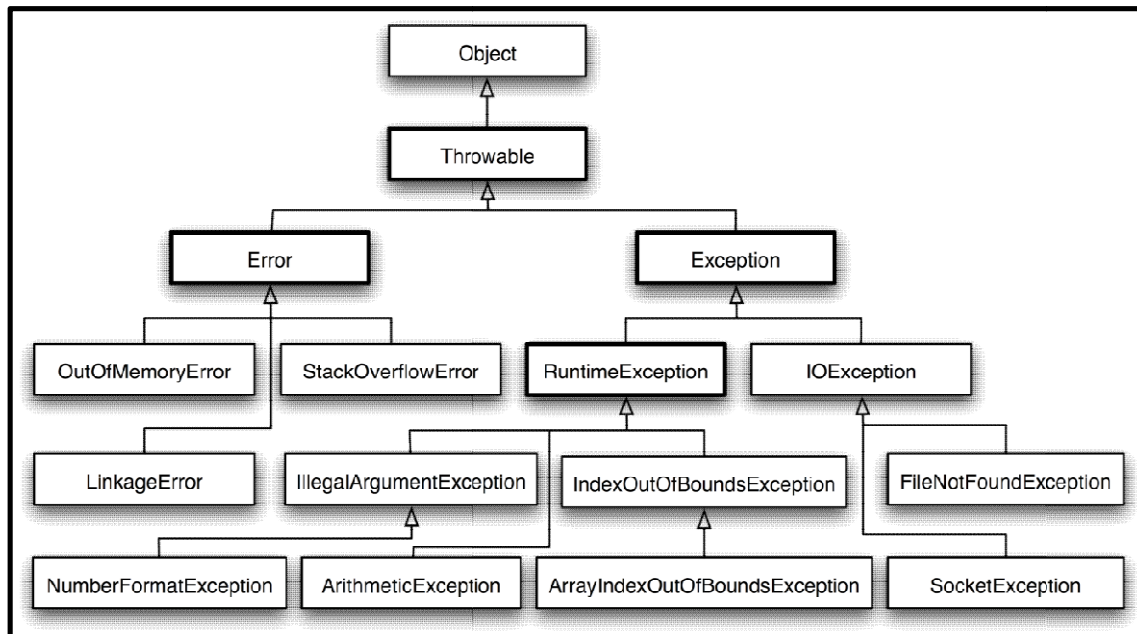 Object
Throwable
Error
Exception
OutOfMemoryError
StackOverflowError
RuntimeException
IOException
LinkageError
IllegalArgumentException
IndexOutOfBoundsException
FileNotFoundException
NumberFormatException
ArithmeticException
ArrayIndexOutOfBoundsException
SocketException